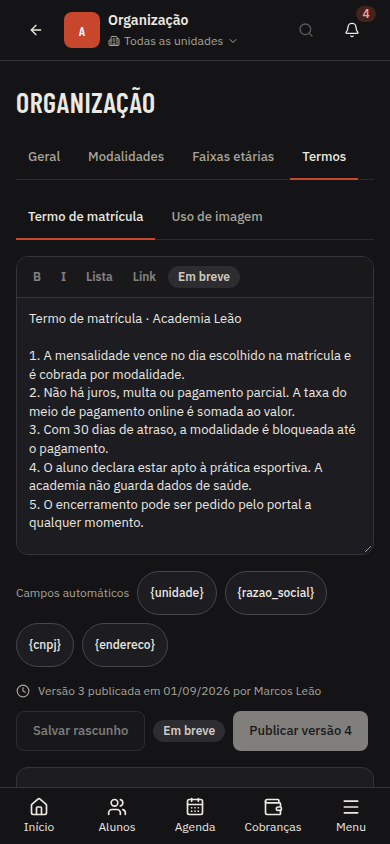 4
A
Organização
Todas as unidades
ORGANIZAÇÃO
Geral Modalidades Faixas etárias Termos
Termo de matrícula Uso de imagem
B I Lista Link Em breve
Termo de matrícula · Academia Leão
1. A mensalidade vence no dia escolhido na matrícula e
é cobrada por modalidade.
2. Não há juros, multa ou pagamento parcial. A taxa do
meio de pagamento online é somada ao valor.
3. Com 30 dias de atraso, a modalidade é bloqueada até
o pagamento.
4. O aluno declara estar apto à prática esportiva. A
academia não guarda dados de saúde.
5. O encerramento pode ser pedido pelo portal a
qualquer momento.
Campos automáticos {unidade} {razao_social}
{cnpj} {endereco}
Versão 3 publicada em 01/09/2026 por Marcos Leão
Salvar rascunho Em breve Publicar versão 4
Início Alunos Agenda Cobranças Menu